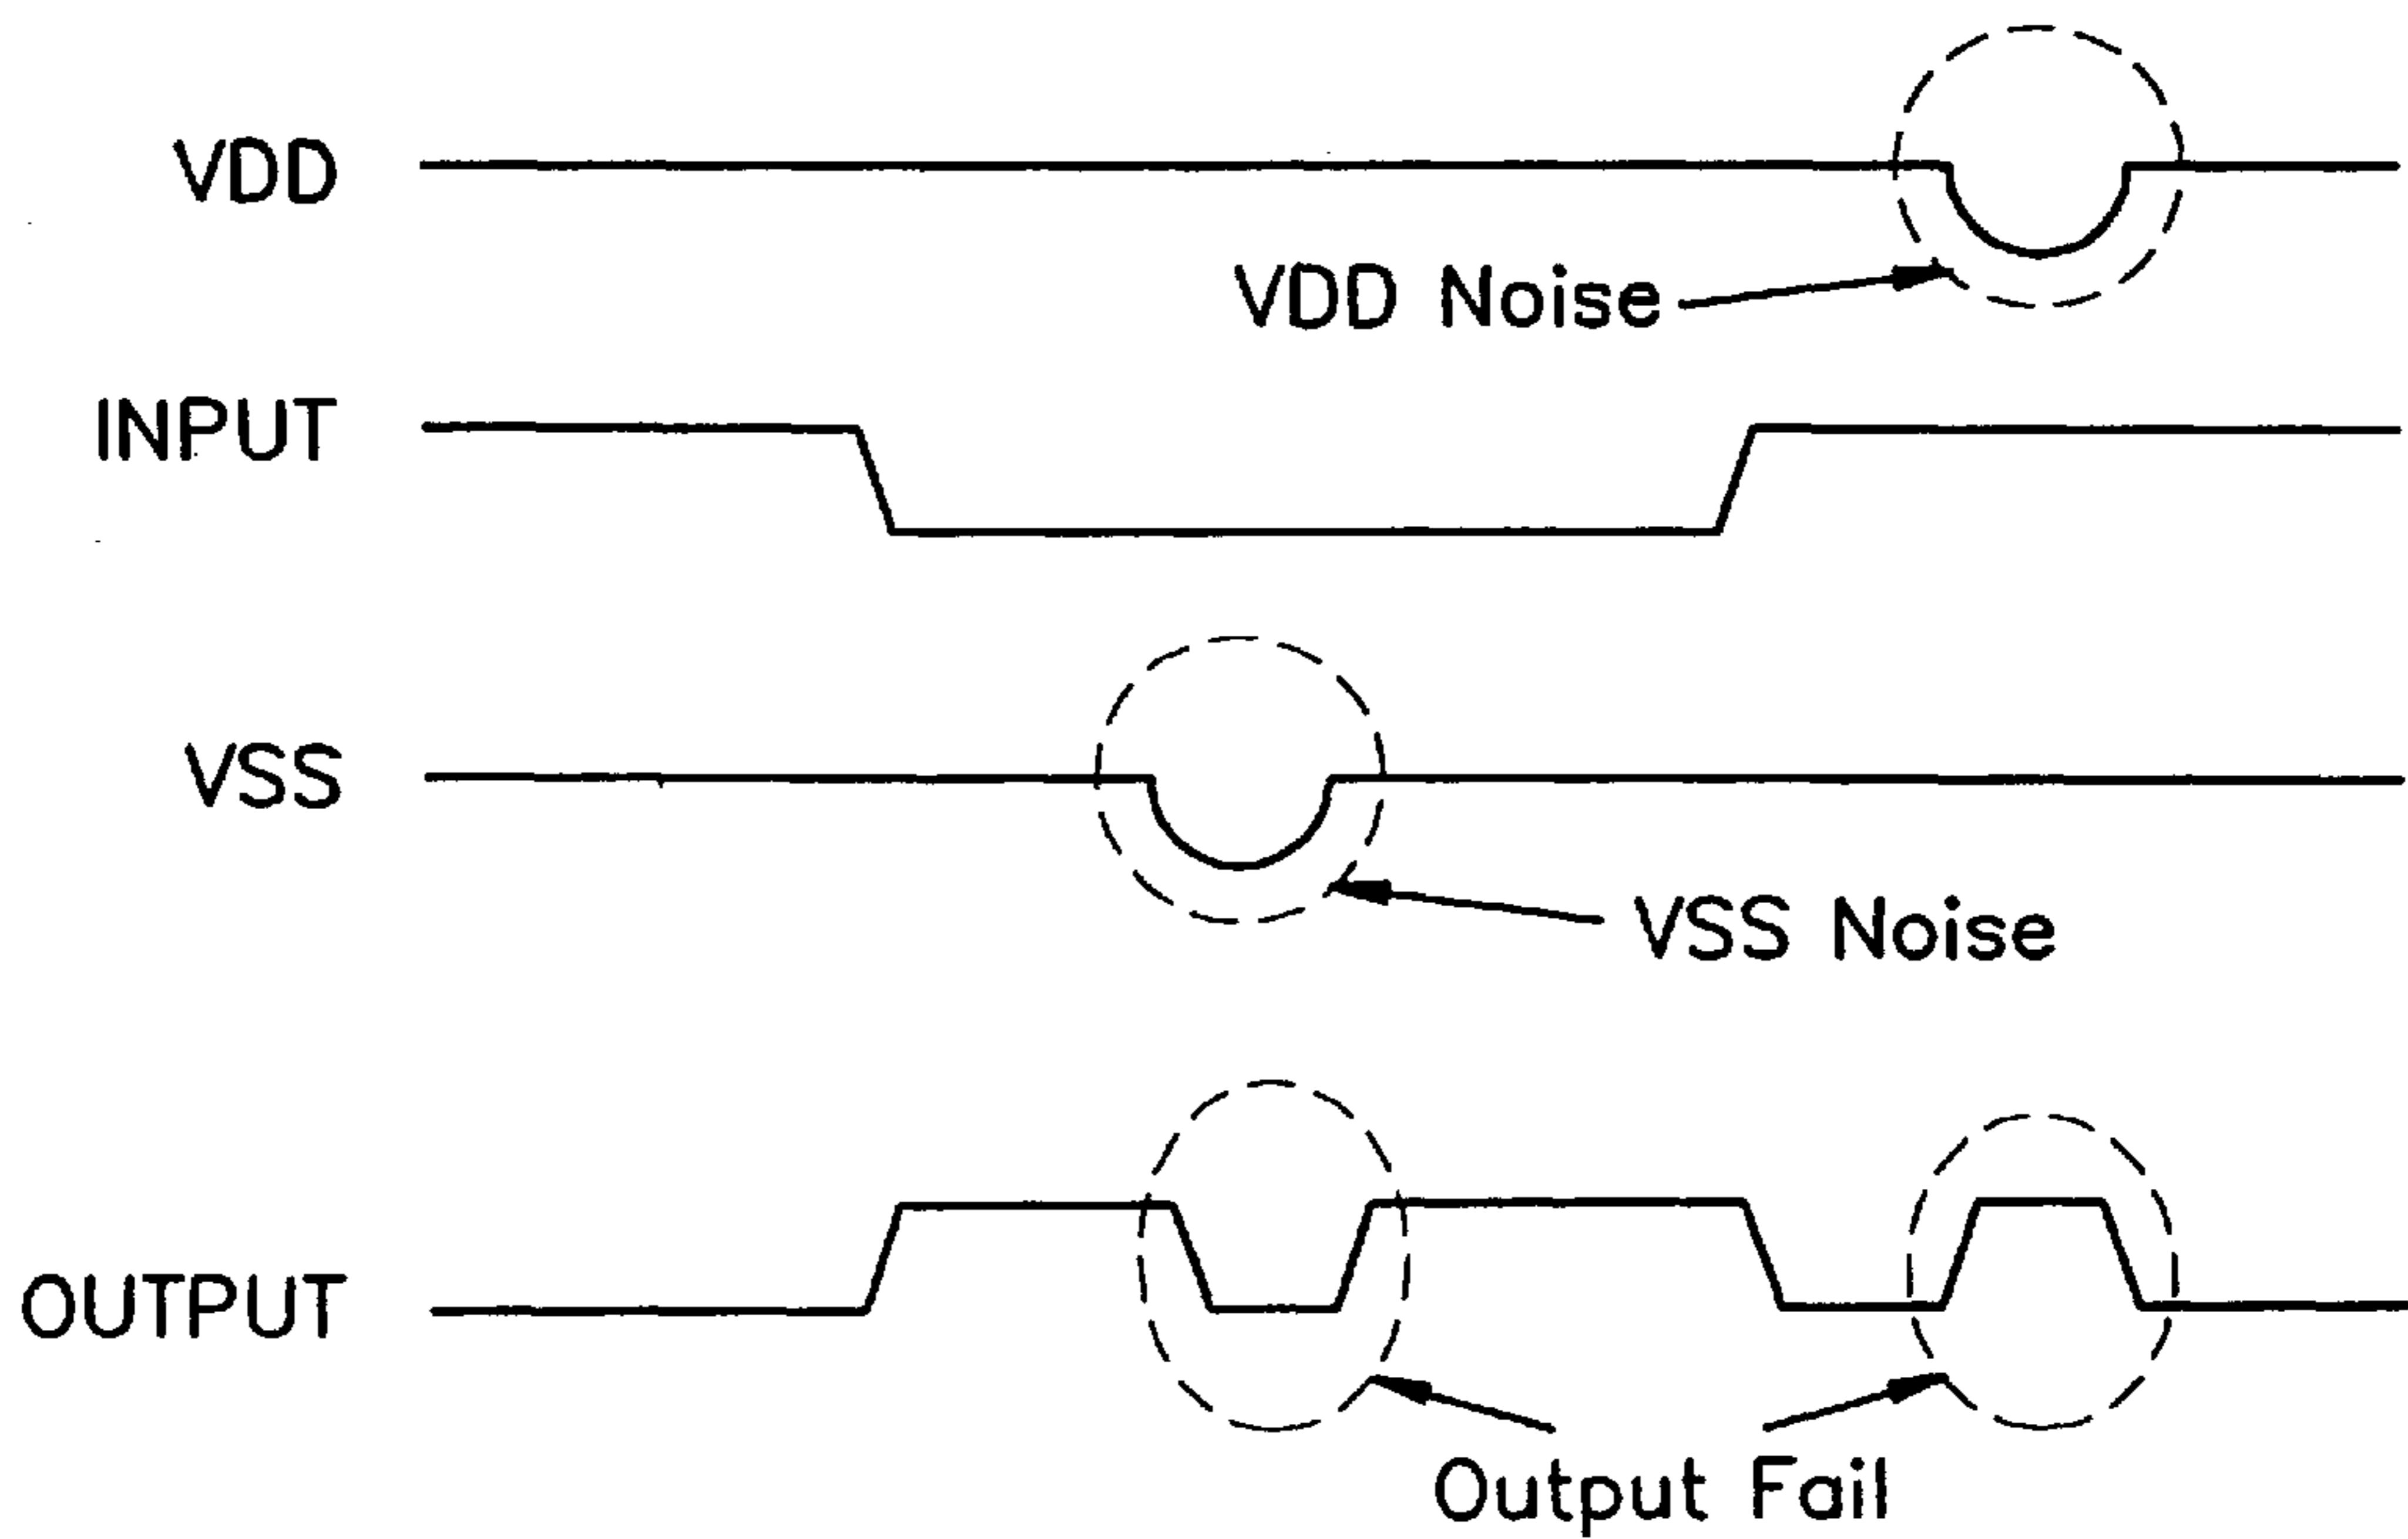 VDD
VDD Noise
INPUT
VSS
VSS Noise
OUTPUT
Output Fail